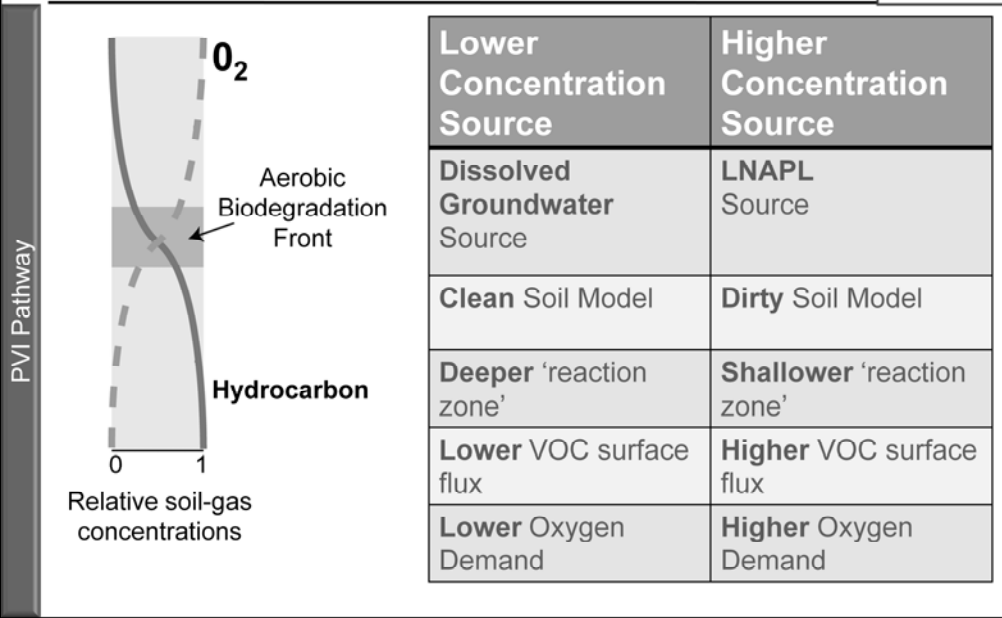 PVI Pathway
0₂
Aerobic
Biodegradation
Front
Hydrocarbon
0 1
Relative soil-gas
concentrations
Lower
Concentration
Source
Higher
Concentration
Source
Dissolved
Groundwater
Source
LNAPL
Source
Clean Soil Model
Dirty Soil Model
Deeper ‘reaction
zone’
Shallower ‘reaction
zone’
Lower VOC surface
flux
Higher VOC surface
flux
Lower Oxygen
Demand
Higher Oxygen
Demand